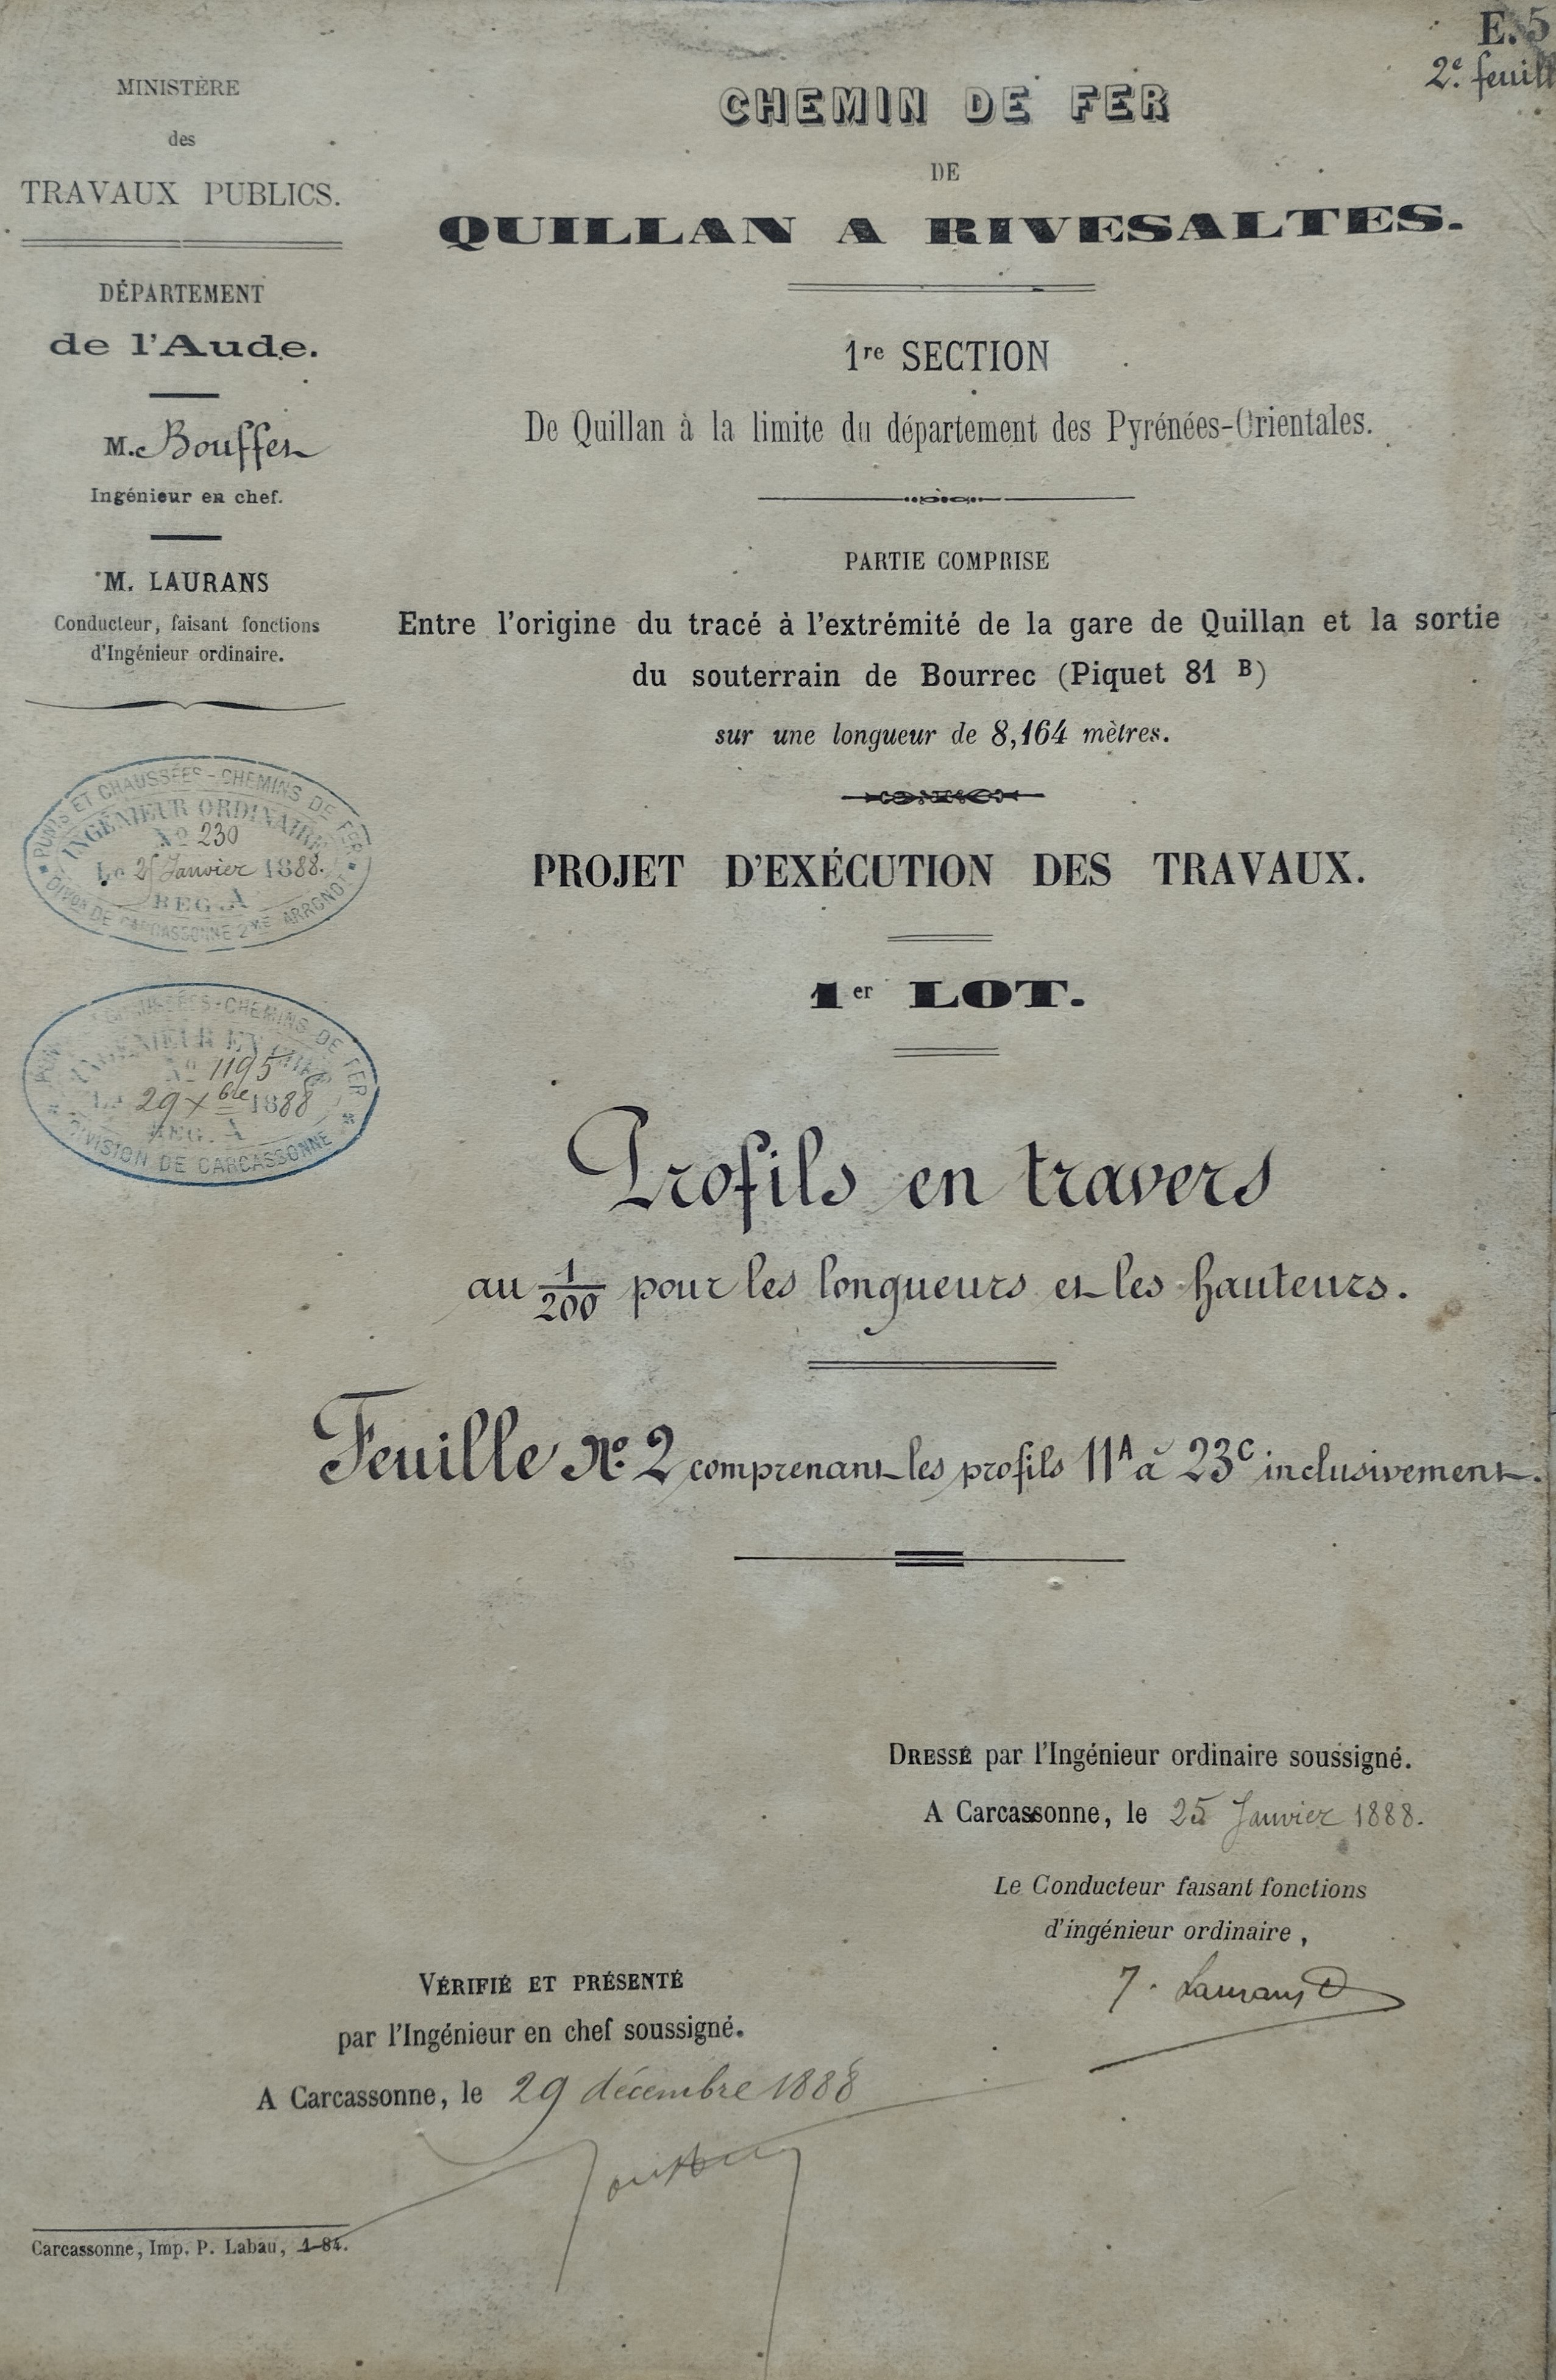 E. 5
2e. feuill
MINISTÈRE
des
TRAVAUX PUBLICS.
DÉPARTEMENT
de l'Aude.
M. Bouffet
Ingénieur en chef.
M. LAURANS
Conducteur, faisant fonctions
d'Ingénieur ordinaire.
PONTS ET CHAUSSÉES - CHEMINS DE FER
INGÉNIEUR ORDINAIRE
No 230
Le 25 Janvier 1888.
REG. A
DIVon DE CARCASSONNE 2me ARRONDt
CHAUSSÉES - CHEMINS DE FER
INGÉNIEUR EN CHEF
No 1195
Le 29 Xbre 1888
REG. A
DIVISION DE CARCASSONNE
CHEMIN DE FER
DE
QUILLAN A RIVESALTES.
1re SECTION
De Quillan à la limite du département des Pyrénées-Orientales.
PARTIE COMPRISE
Entre l'origine du tracé à l'extrémité de la gare de Quillan et la sortie
du souterrain de Bourrec (Piquet 81 B)
sur une longueur de 8,164 mètres.
PROJET D'EXÉCUTION DES TRAVAUX.
1er LOT.
Profils en travers
au 1/200 pour les longueurs et les hauteurs.
Feuille No. 2 comprenant les profils 11A à 23C inclusivement.
DRESSÉ par l'Ingénieur ordinaire soussigné.
A Carcassonne, le 25 Janvier 1888.
Le Conducteur faisant fonctions
d'ingénieur ordinaire,
J. Laurans
VÉRIFIÉ ET PRÉSENTÉ
par l'Ingénieur en chef soussigné.
A Carcassonne, le 29 décembre 1888
Bouffet
Carcassonne, Imp. P. Labau, 1-84.